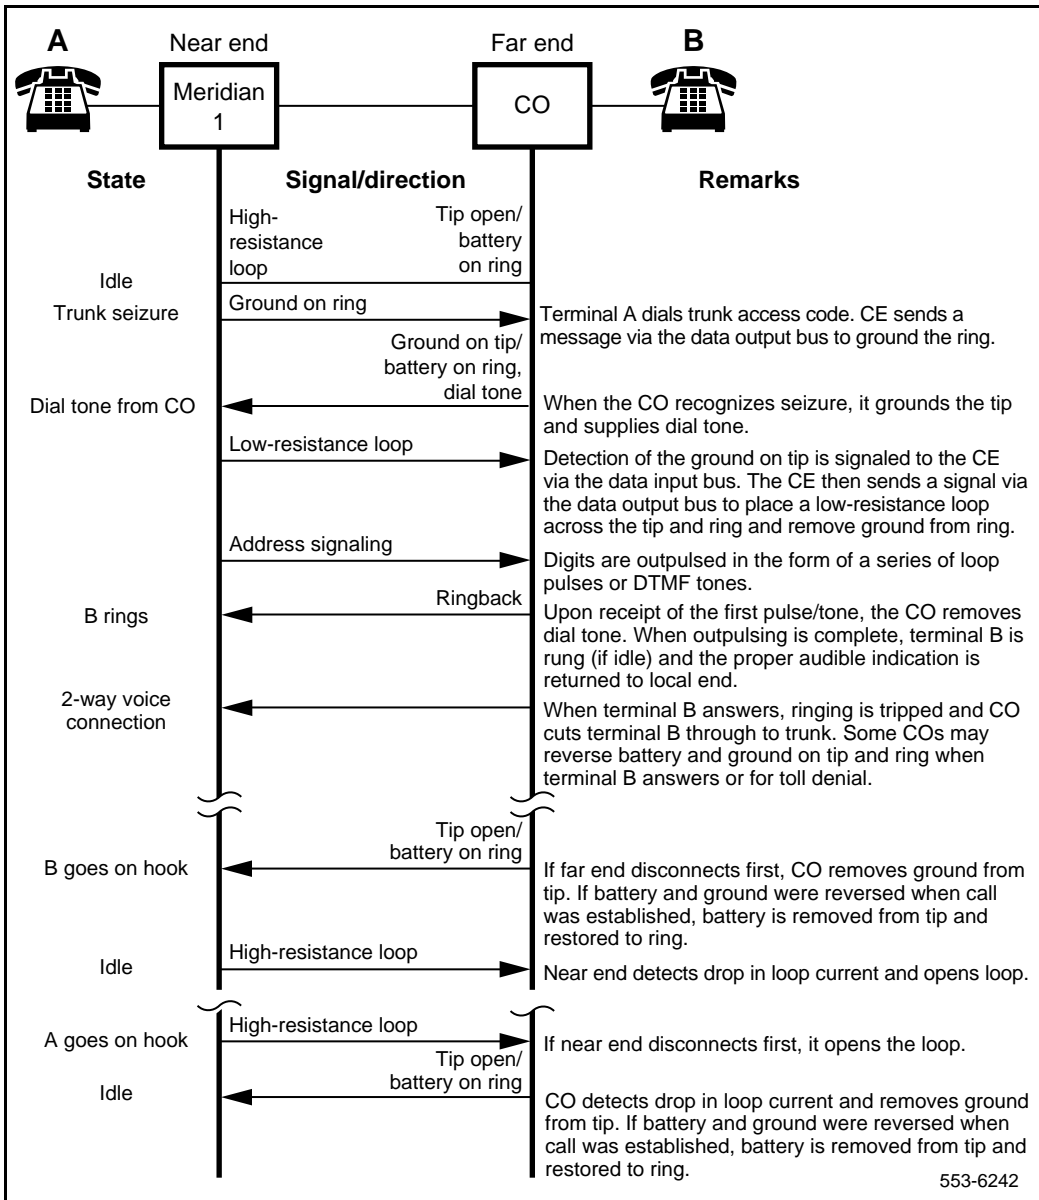 A
Near end
Far end
B
Meridian
1
CO
State
Signal/direction
Remarks
High-
resistance
loop
Tip open/
battery
on ring
Idle
Trunk seizure
Ground on ring
Terminal A dials trunk access code. CE sends a
message via the data output bus to ground the ring.
Ground on tip/
battery on ring,
dial tone
Dial tone from CO
When the CO recognizes seizure, it grounds the tip
and supplies dial tone.
Low-resistance loop
Detection of the ground on tip is signaled to the CE
via the data input bus. The CE then sends a signal via
the data output bus to place a low-resistance loop
across the tip and ring and remove ground from ring.
Address signaling
Digits are outpulsed in the form of a series of loop
pulses or DTMF tones.
B rings
Ringback
Upon receipt of the first pulse/tone, the CO removes
dial tone. When outpulsing is complete, terminal B is
rung (if idle) and the proper audible indication is
returned to local end.
2-way voice
connection
When terminal B answers, ringing is tripped and CO
cuts terminal B through to trunk. Some COs may
reverse battery and ground on tip and ring when
terminal B answers or for toll denial.
Tip open/
battery on ring
B goes on hook
If far end disconnects first, CO removes ground from
tip. If battery and ground were reversed when call
was established, battery is removed from tip and
restored to ring.
Idle
High-resistance loop
Near end detects drop in loop current and opens loop.
A goes on hook
High-resistance loop
If near end disconnects first, it opens the loop.
Tip open/
battery on ring
Idle
CO detects drop in loop current and removes ground
from tip. If battery and ground were reversed when
call was established, battery is removed from tip and
restored to ring.
553-6242